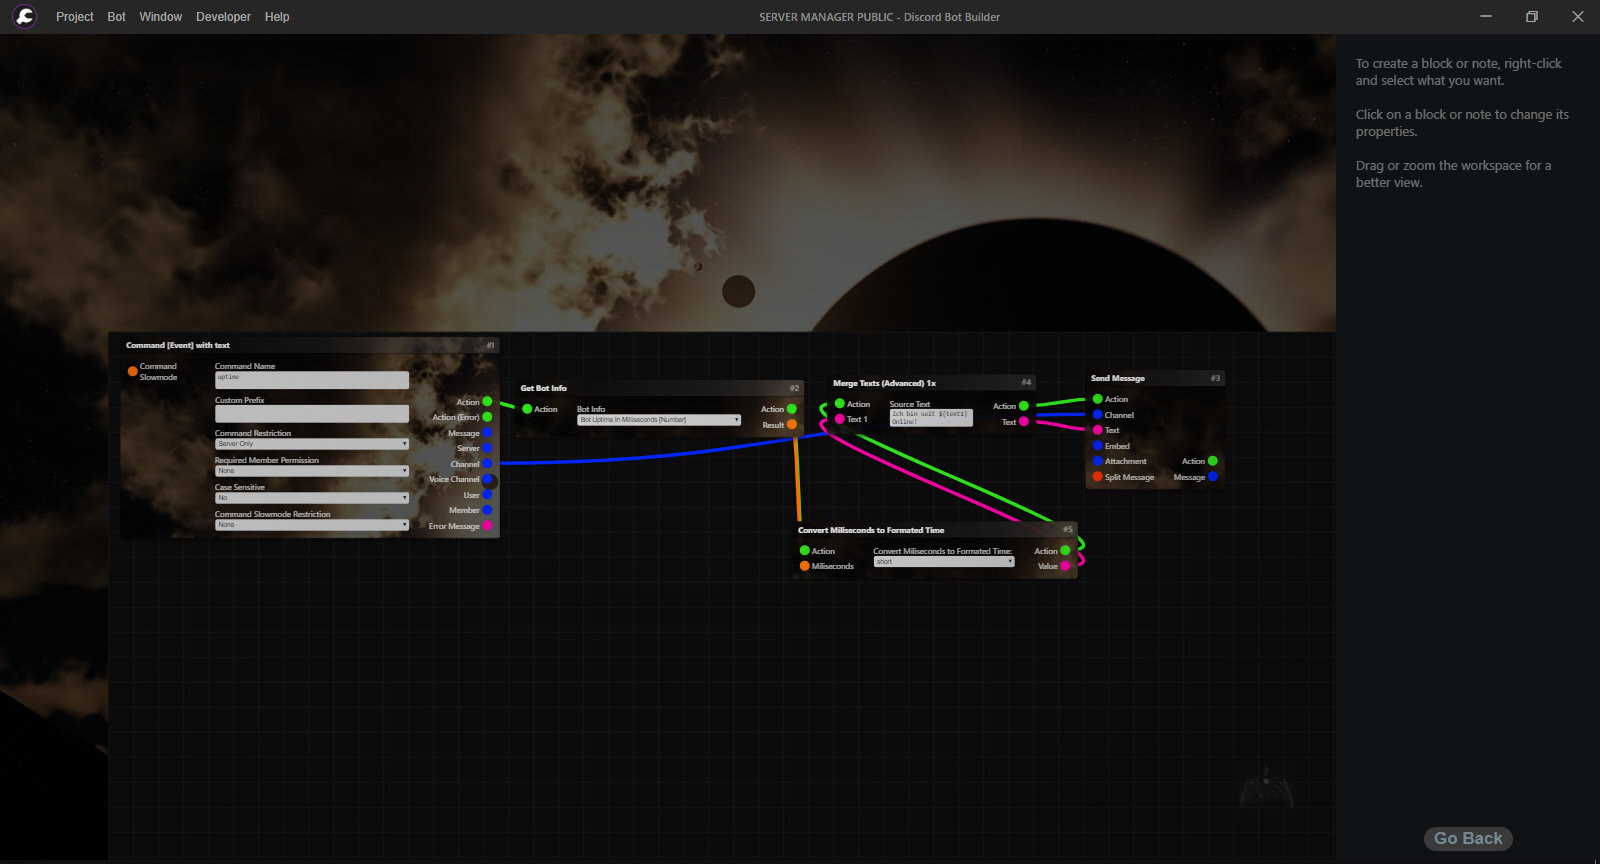 Project Bot Window Developer Help
SERVER MANAGER PUBLIC - Discord Bot Builder
To create a block or note, right-click
and select what you want.
Click on a block or note to change its
properties.
Drag or zoom the workspace for a
better view.
Command [Event] with text #1
Command
Slowmode
Command Name
uptime
Custom Prefix
Command Restriction
Server Only
Required Member Permission
None
Case Sensitive
No
Command Slowmode Restriction
None
Action
Action (Error)
Message
Server
Channel
Voice Channel
User
Member
Error Message
Get Bot Info #2
Action
Bot Info
Bot Uptime In Milliseconds [Number]
Action
Result
Merge Texts (Advanced) 1x #4
Action
Text 1
Source Text
Ich bin seit ${text1}
Online!
Action
Text
Send Message #3
Action
Channel
Text
Embed
Attachment
Split Message
Action
Message
Convert Miliseconds to Formated Time #5
Action
Miliseconds
Convert Miliseconds to Formated Time:
short
Action
Value
Go Back